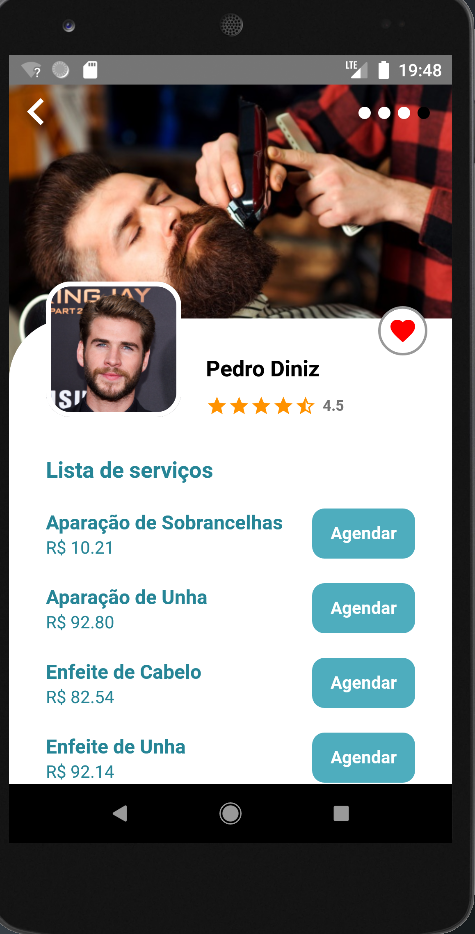 LTE
19:48
ING JAY
PART 2
Pedro Diniz
4.5
Lista de serviços
Aparação de Sobrancelhas
R$ 10.21
Agendar
Aparação de Unha
R$ 92.80
Agendar
Enfeite de Cabelo
R$ 82.54
Agendar
Enfeite de Unha
R$ 92.14
Agendar